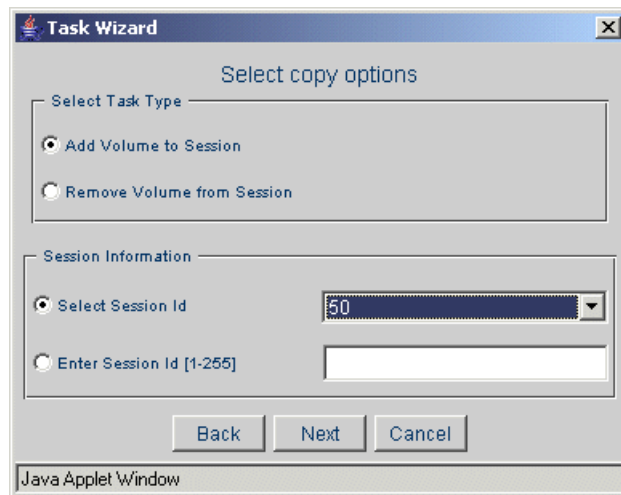 Task Wizard
Select copy options
Select Task Type
Add Volume to Session
Remove Volume from Session
Session Information
Select Session Id
50
Enter Session Id [1-255]
Back Next Cancel
Java Applet Window